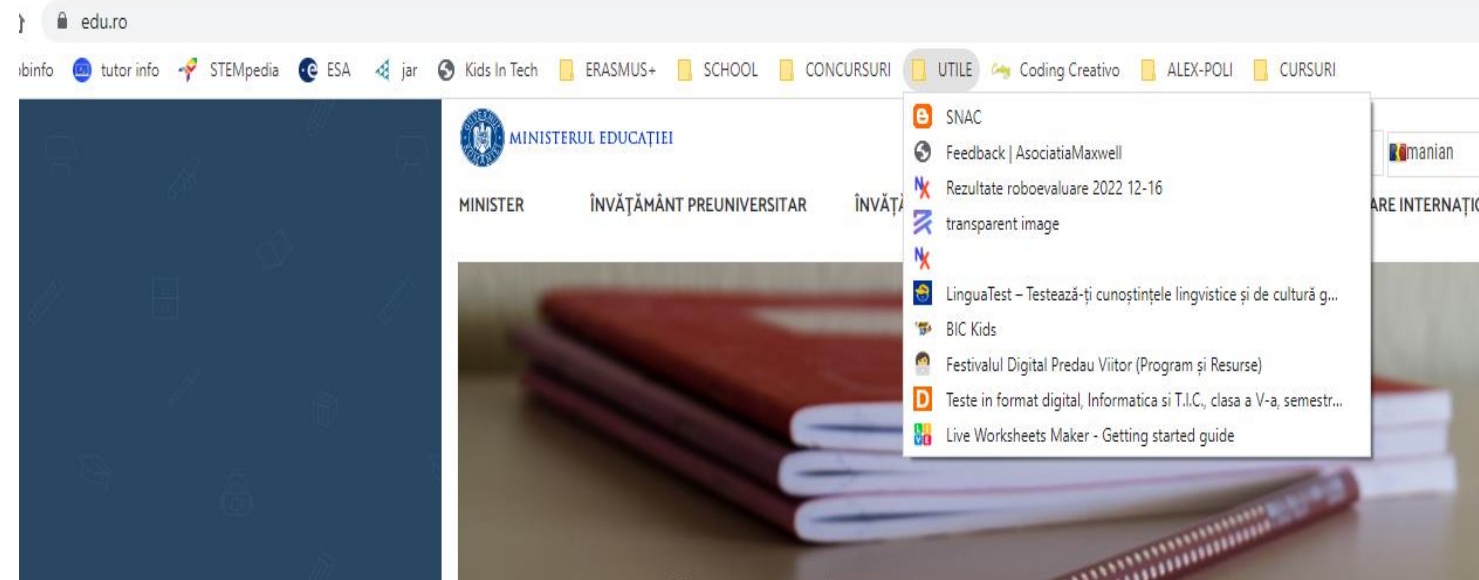 edu.ro
obinfo tutor info STEMpedia ESA jar Kids In Tech ERASMUS+ SCHOOL CONCURSURI UTILE Coding Creativo ALEX-POLI CURSURI
MINISTERUL EDUCAȚIEI
manian
MINISTER ÎNVĂȚĂMÂNT PREUNIVERSITAR ÎNVĂȚ ARE INTERNAȚIO
SNAC
Feedback | AsociatiaMaxwell
Rezultate roboevaluare 2022 12-16
transparent image
LinguaTest – Testează-ți cunoștințele lingvistice și de cultură g...
BIC Kids
Festivalul Digital Predau Viitor (Program și Resurse)
Teste in format digital, Informatica si T.I.C., clasa a V-a, semestr...
Live Worksheets Maker - Getting started guide